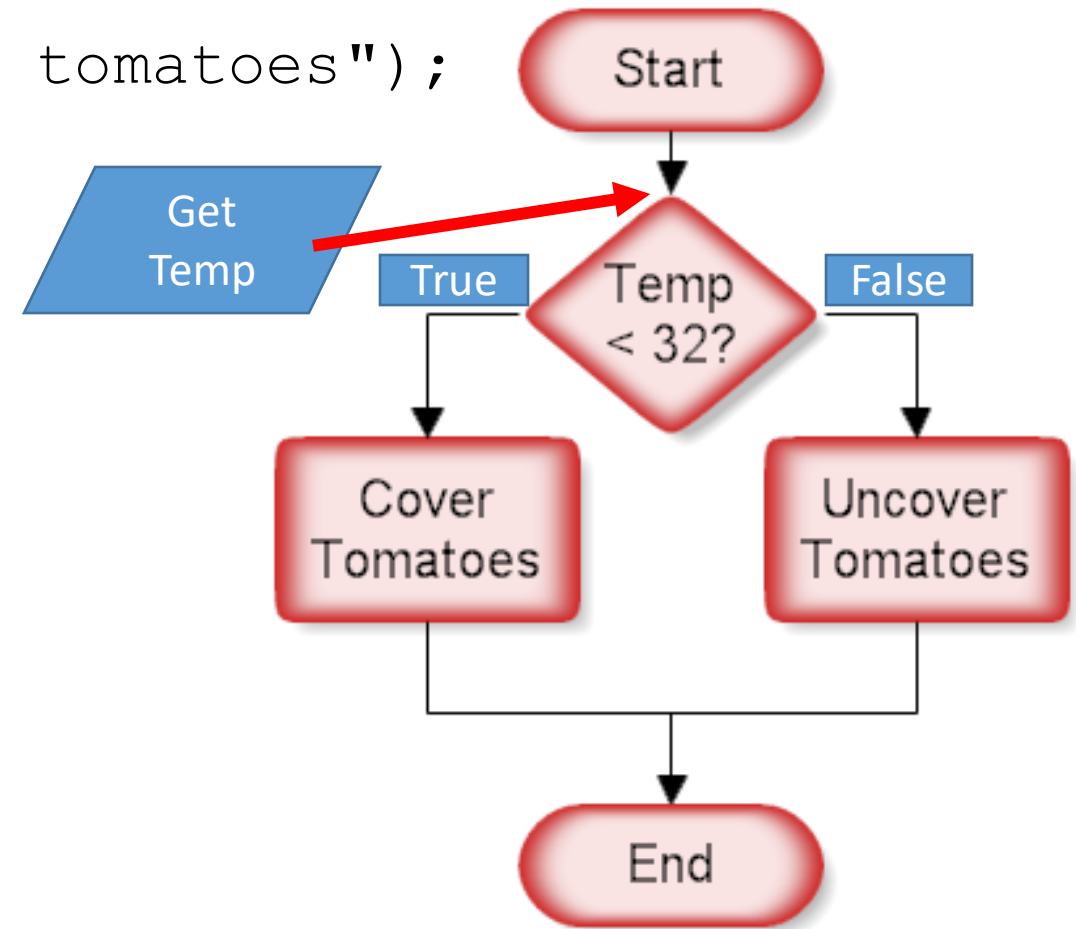 tomatoes");
Start
Get
Temp
True
Temp
< 32?
False
Cover
Tomatoes
Uncover
Tomatoes
End